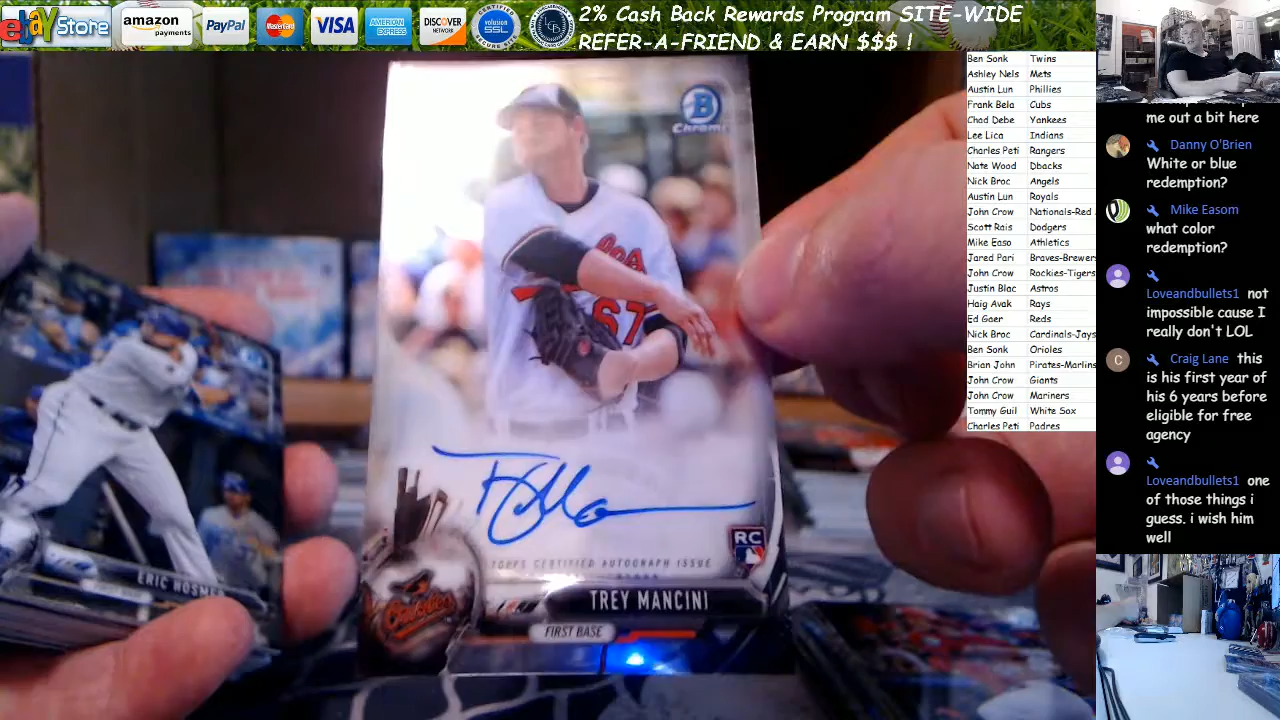 ebay Store
amazon payments
PayPal
MasterCard
VISA
AMERICAN EXPRESS
DISCOVER NETWORK
volusion SSL
2% Cash Back Rewards Program SITE-WIDE
REFER-A-FRIEND & EARN $$$ !
Ben Sonk Twins
Ashley Nels Mets
Austin Lun Phillies
Frank Bela Cubs
Chad Debe Yankees
Lee Lica Indians
Charles Peti Rangers
Nate Wood Dbacks
Nick Broc Angels
Austin Lun Royals
John Crow Nationals-Red
Scott Rais Dodgers
Mike Easo Athletics
Jared Pari Braves-Brewer
John Crow Rockies-Tigers
Justin Blac Astros
Haig Avak Rays
Ed Gaer Reds
Nick Broc Cardinals-Jays
Ben Sonk Orioles
Brian John Pirates-Marlins
John Crow Giants
John Crow Mariners
Tommy Guil White Sox
Charles Peti Padres
me out a bit here
Danny O'Brien
White or blue
redemption?
Mike Easom
what color
redemption?
Loveandbullets1 not
impossible cause I
really don't LOL
C
Craig Lane this
is his first year of
his 6 years before
eligible for free
agency
Loveandbullets1 one
of those things i
guess. i wish him
well
B
Chrome
67
TOPPS CERTIFIED AUTOGRAPH ISSUE
RC
Orioles
TREY MANCINI
FIRST BASE
ERIC HOSMER